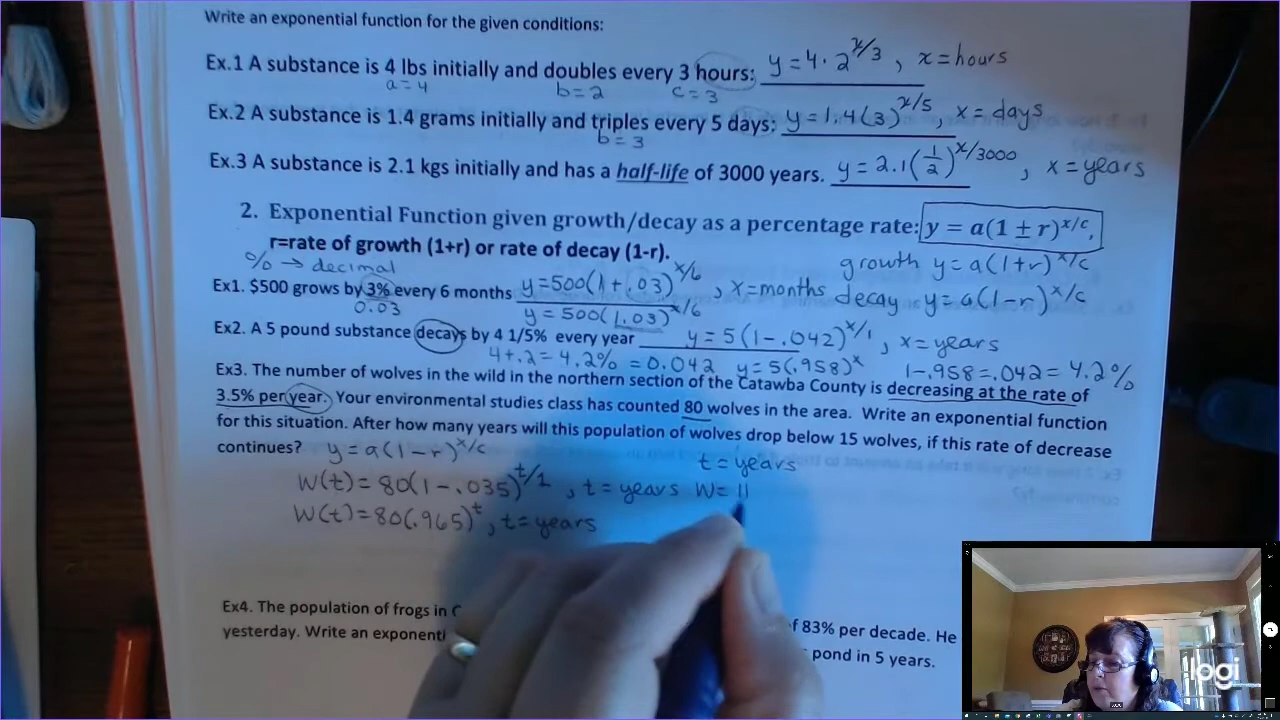 Write an exponential function for the given conditions:
Ex.1 A substance is 4 lbs initially and doubles every 3 hours: y = 4 · 2^(x/3) , x = hours
a = 4 b = 2 c = 3
Ex.2 A substance is 1.4 grams initially and triples every 5 days: y = 1.4(3)^(x/5) , x = days
b = 3
Ex.3 A substance is 2.1 kgs initially and has a half-life of 3000 years. y = 2.1(1/2)^(x/3000) , x = years
2. Exponential Function given growth/decay as a percentage rate: y = a(1 ± r)^(x/c).
r=rate of growth (1+r) or rate of decay (1-r).
% → decimal growth y = a(1+r)^(x/c)
Ex1. $500 grows by 3% every 6 months y = 500(1 + .03)^(x/6) , x = months decay y = a(1-r)^(x/c)
0.03 y = 500(1.03)^(x/6)
Ex2. A 5 pound substance decays by 4 1/5% every year y = 5(1 - .042)^(x/1) , x = years
4 + .2 = 4.2% = 0.042 y = 5(.958)^x 1 - .958 = .042 = 4.2%
Ex3. The number of wolves in the wild in the northern section of the Catawba County is decreasing at the rate of
3.5% per year. Your environmental studies class has counted 80 wolves in the area. Write an exponential function
for this situation. After how many years will this population of wolves drop below 15 wolves, if this rate of decrease
continues? y = a(1 - r)^(x/c) t = years
W(t) = 80(1 - .035)^(t/1) , t = years W =
W(t) = 80(.965)^t , t = years
Ex4. The population of frogs in f 83% per decade. He
yesterday. Write an exponenti pond in 5 years.
logi